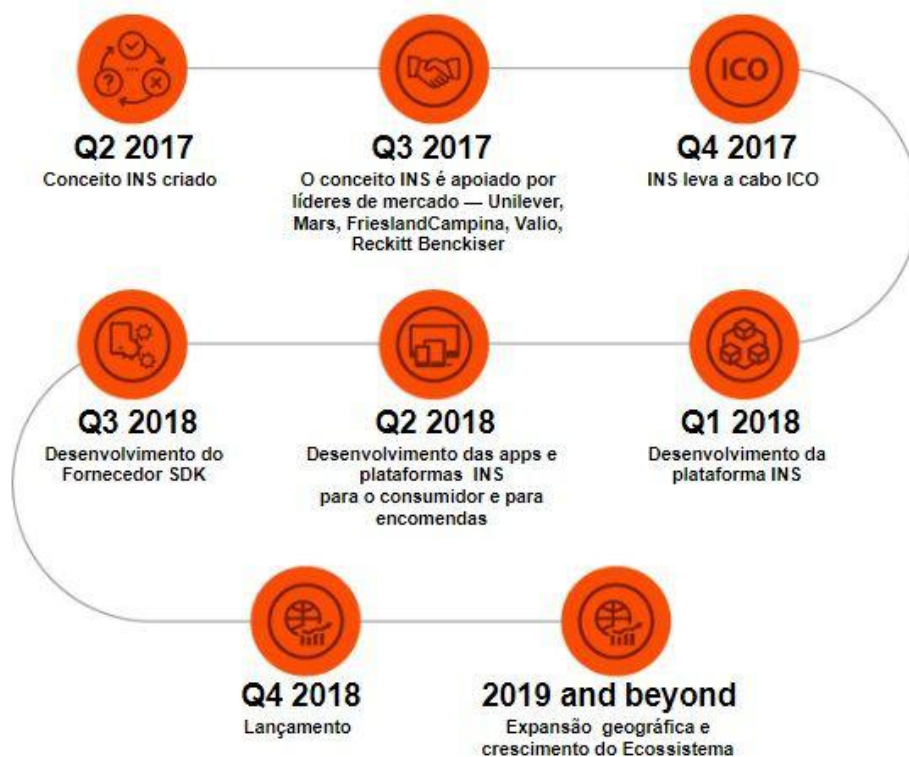 ?
...
ICO
Q2 2017
Conceito INS criado
Q3 2017
O conceito INS é apoiado por
líderes de mercado — Unilever,
Mars, FrieslandCampina, Valio,
Reckitt Benckiser
Q4 2017
INS leva a cabo ICO
Q3 2018
Desenvolvimento do
Fornecedor SDK
Q2 2018
Desenvolvimento das apps e
plataformas INS
para o consumidor e para
encomendas
Q1 2018
Desenvolvimento da
plataforma INS
Q4 2018
Lançamento
2019 and beyond
Expansão geográfica e
crescimento do Ecossistema